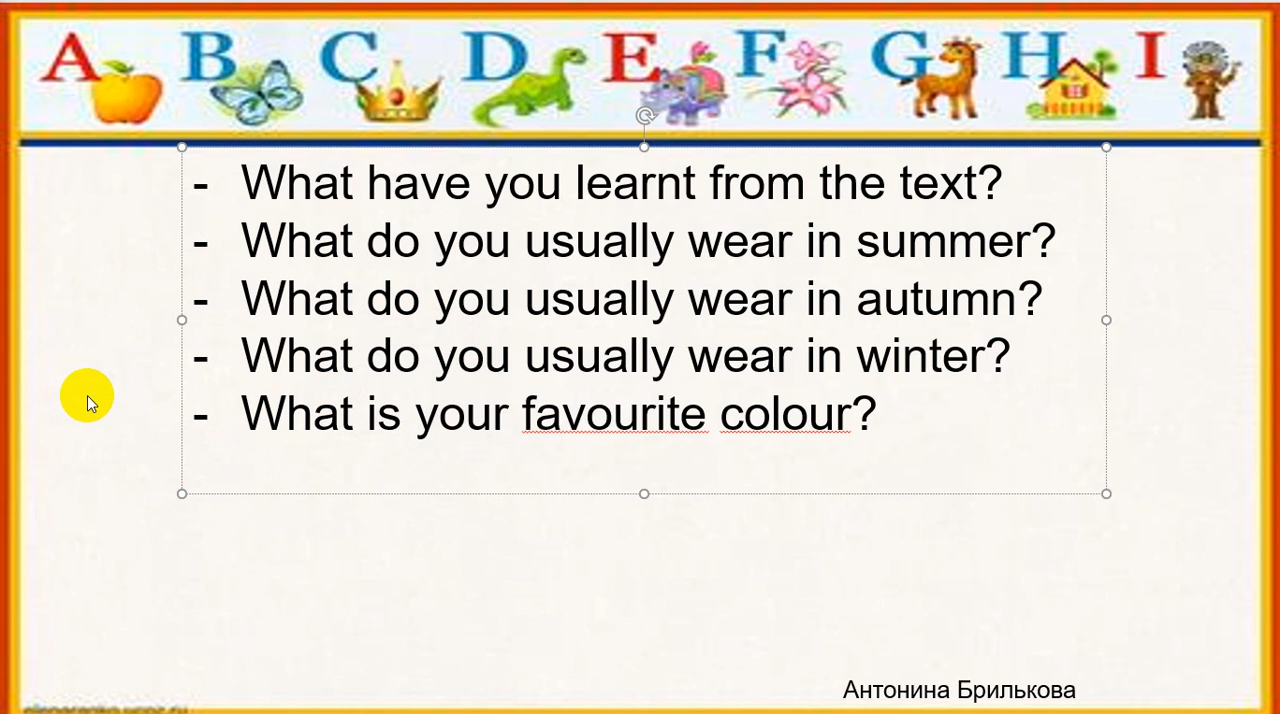 A B C D E F G H I
- What have you learnt from the text?
- What do you usually wear in summer?
- What do you usually wear in autumn?
- What do you usually wear in winter?
- What is your favourite colour?
Антонина Брилькова